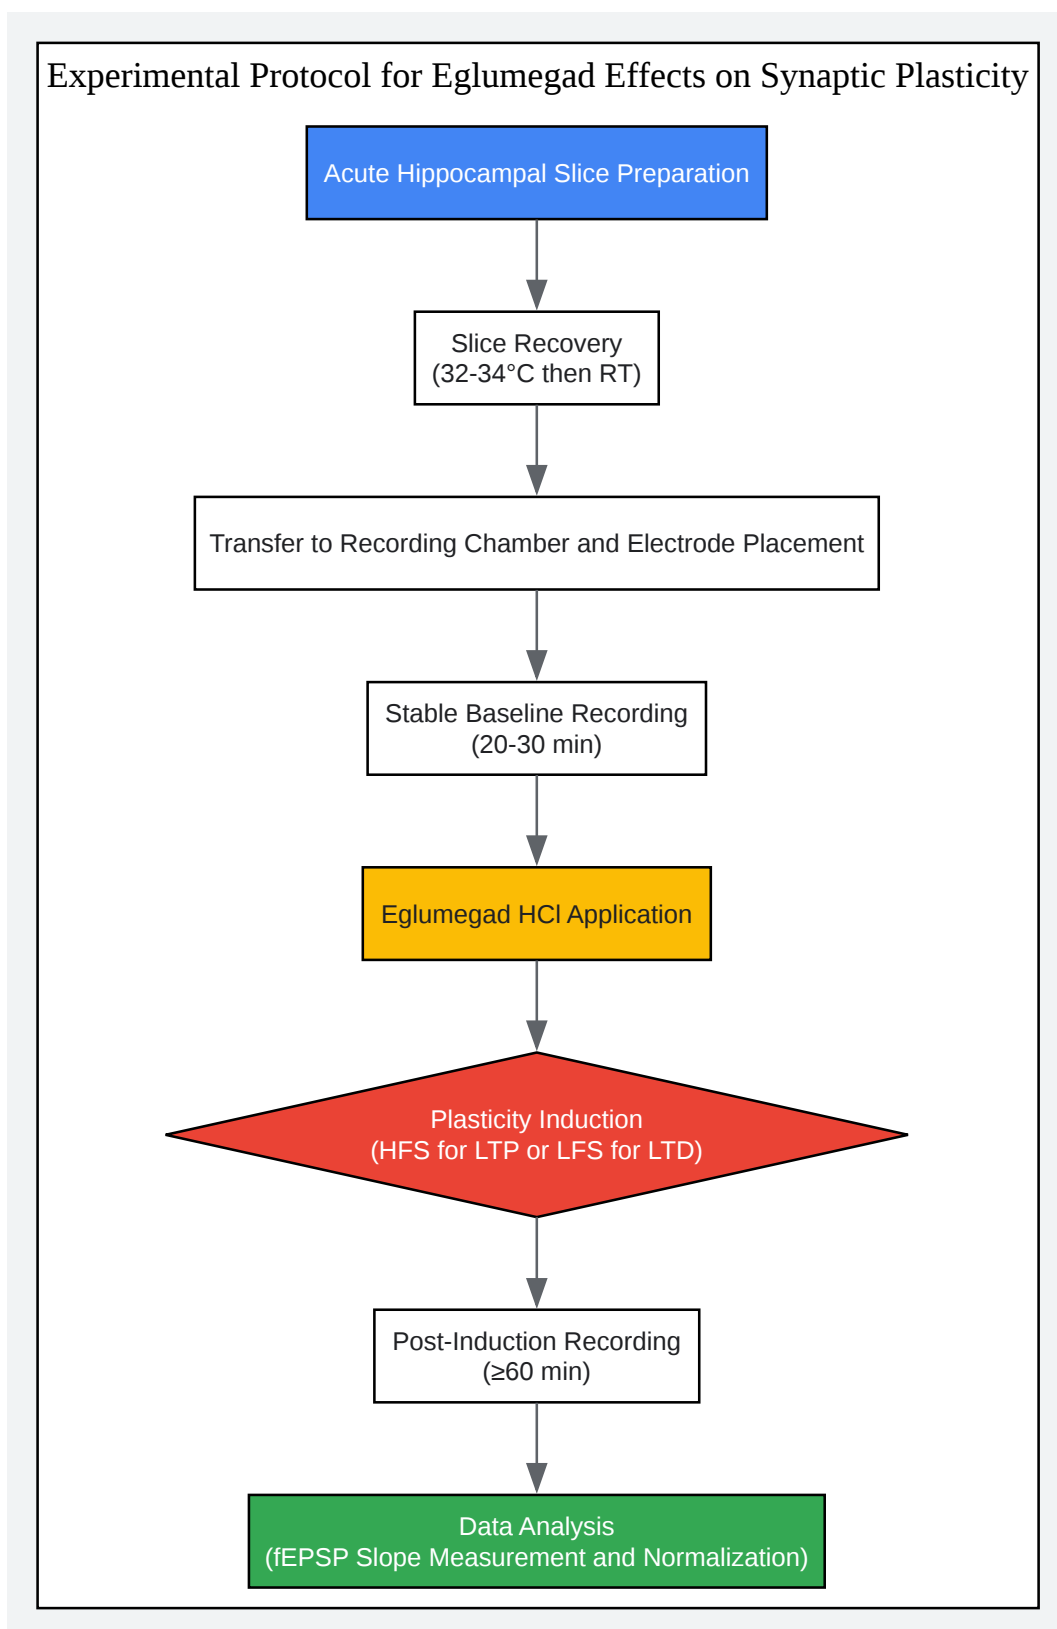 Experimental Protocol for Eglumegad Effects on Synaptic Plasticity
Acute Hippocampal Slice Preparation
Slice Recovery
(32-34°C then RT)
Transfer to Recording Chamber and Electrode Placement
Stable Baseline Recording
(20-30 min)
Eglumegad HCl Application
Plasticity Induction
(HFS for LTP or LFS for LTD)
Post-Induction Recording
(≥60 min)
Data Analysis
(fEPSP Slope Measurement and Normalization)